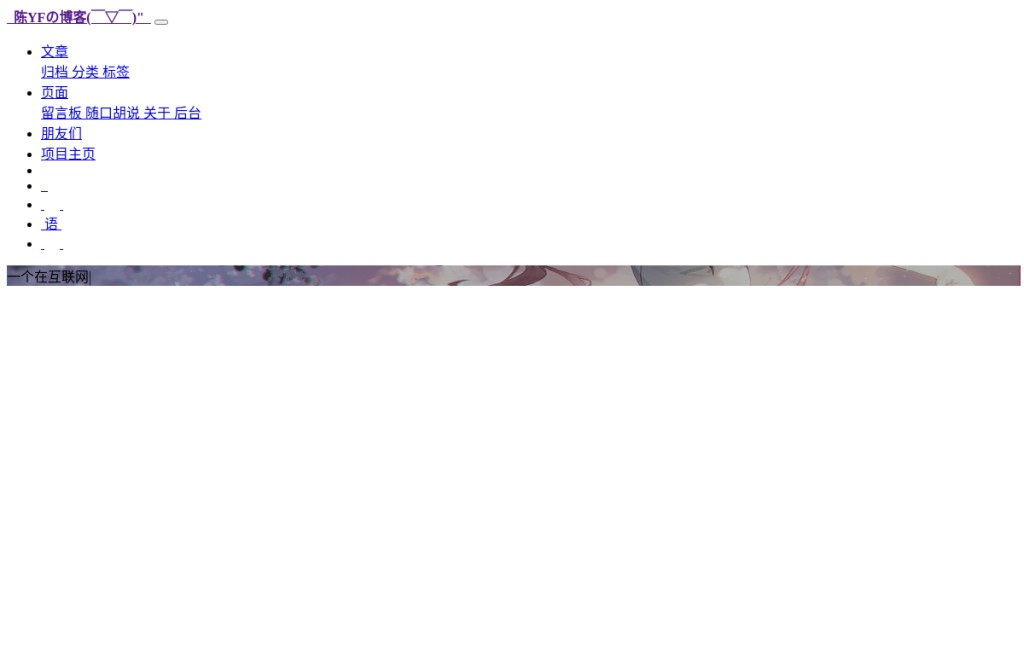 陈YFの博客(￣▽￣)"
文章
归档 分类 标签
页面
留言板 随口胡说 关于 后台
朋友们
项目主页
语
一个在互联网|